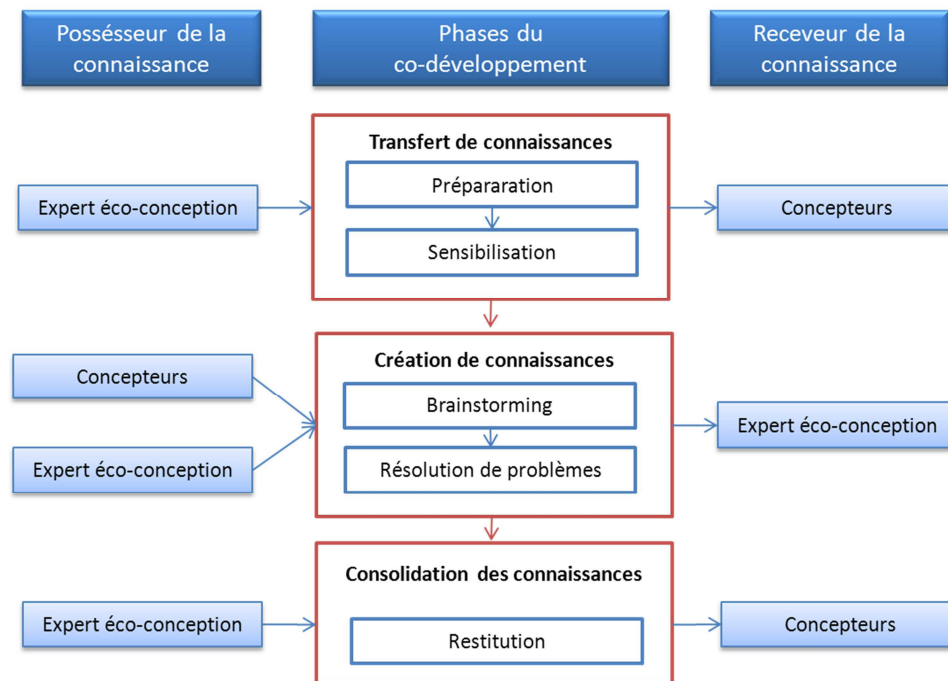 Possésseur de la
connaissance
Phases du
co-développement
Receveur de la
connaissance
Transfert de connaissances
Prépararation
Sensibilisation
Expert éco-conception
Concepteurs
Création de connaissances
Brainstorming
Résolution de problèmes
Concepteurs
Expert éco-conception
Expert éco-conception
Consolidation des connaissances
Restitution
Expert éco-conception
Concepteurs